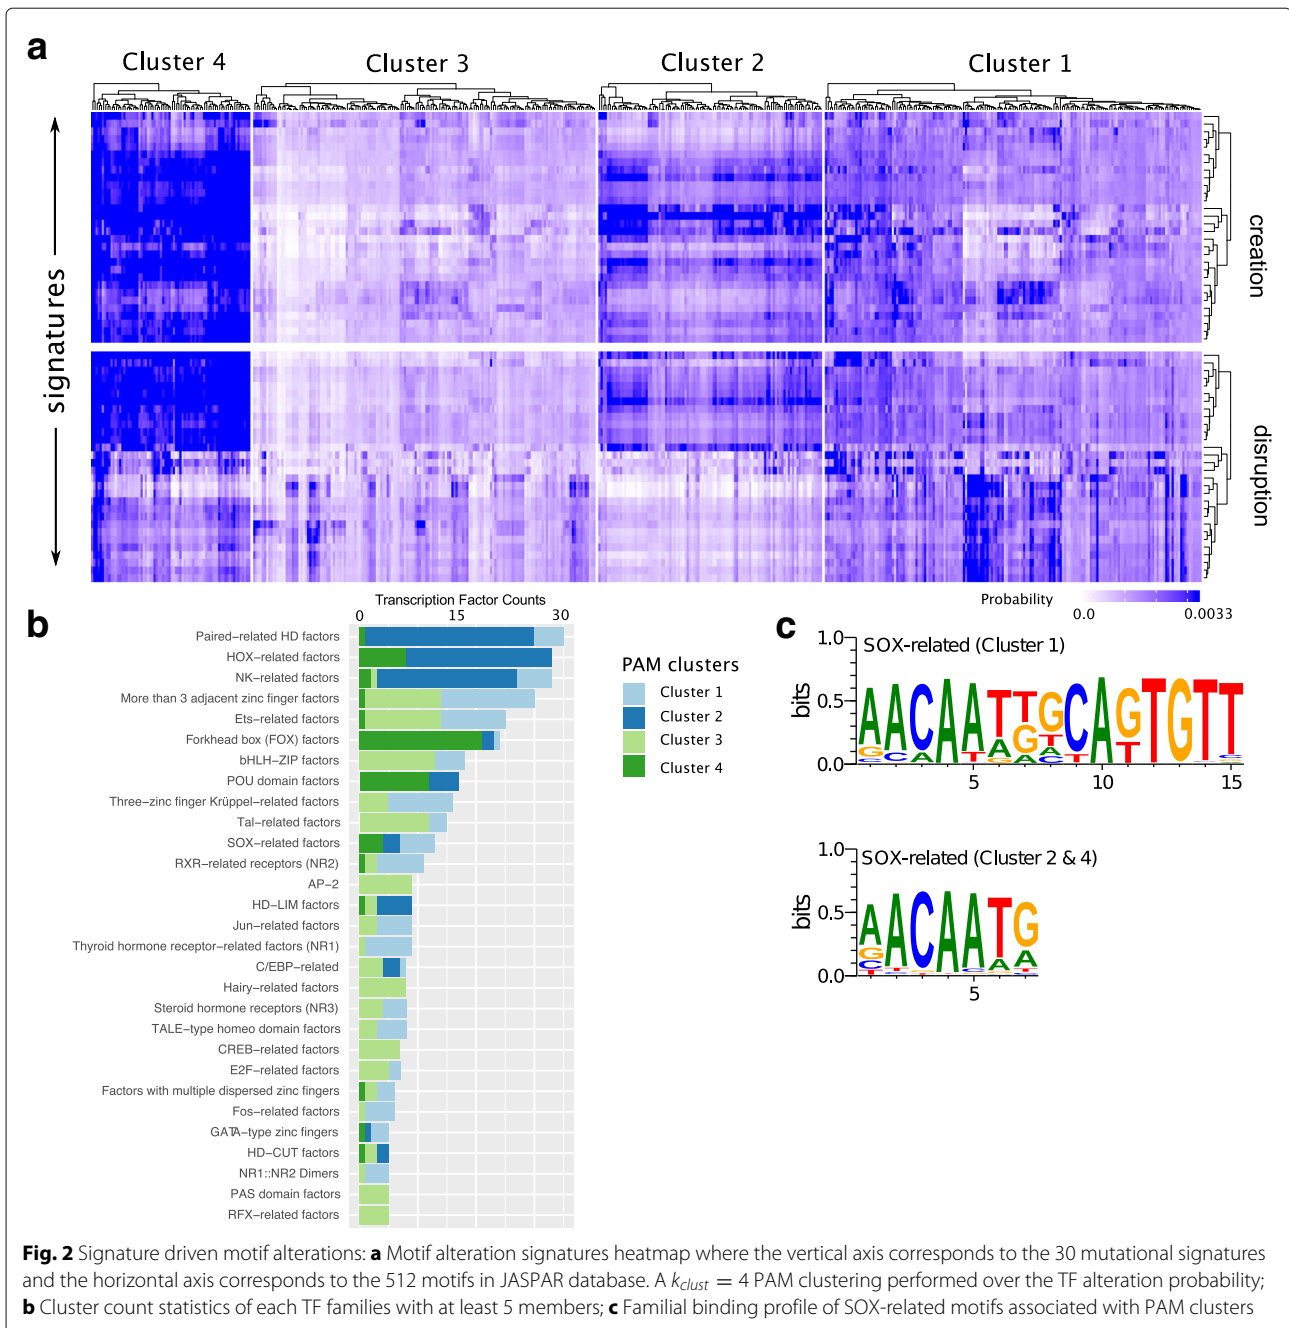 a
Cluster 4
Cluster 3
Cluster 2
Cluster 1
signatures
creation
disruption
Probability
0.0
0.0033
b
Transcription Factor Counts
0
15
30
Paired-related HD factors
HOX-related factors
NK-related factors
More than 3 adjacent zinc finger factors
Ets-related factors
Forkhead box (FOX) factors
bHLH-ZIP factors
POU domain factors
Three-zinc finger Krüppel-related factors
Tal-related factors
SOX-related factors
RXR-related receptors (NR2)
AP-2
HD-LIM factors
Jun-related factors
Thyroid hormone receptor-related factors (NR1)
C/EBP-related
Hairy-related factors
Steroid hormone receptors (NR3)
TALE-type homeo domain factors
CREB-related factors
E2F-related factors
Factors with multiple dispersed zinc fingers
Fos-related factors
GATA-type zinc fingers
HD-CUT factors
NR1::NR2 Dimers
PAS domain factors
RFX-related factors
PAM clusters
Cluster 1
Cluster 2
Cluster 3
Cluster 4
c
SOX-related (Cluster 1)
bits
1.0
0.5
0.0
AACAATTGCAGTGTT
5
10
15
SOX-related (Cluster 2 & 4)
bits
1.0
0.5
0.0
AACAATG
5
Fig. 2 Signature driven motif alterations: a Motif alteration signatures heatmap where the vertical axis corresponds to the 30 mutational signatures
and the horizontal axis corresponds to the 512 motifs in JASPAR database. A k_clust = 4 PAM clustering performed over the TF alteration probability;
b Cluster count statistics of each TF families with at least 5 members; c Familial binding profile of SOX-related motifs associated with PAM clusters